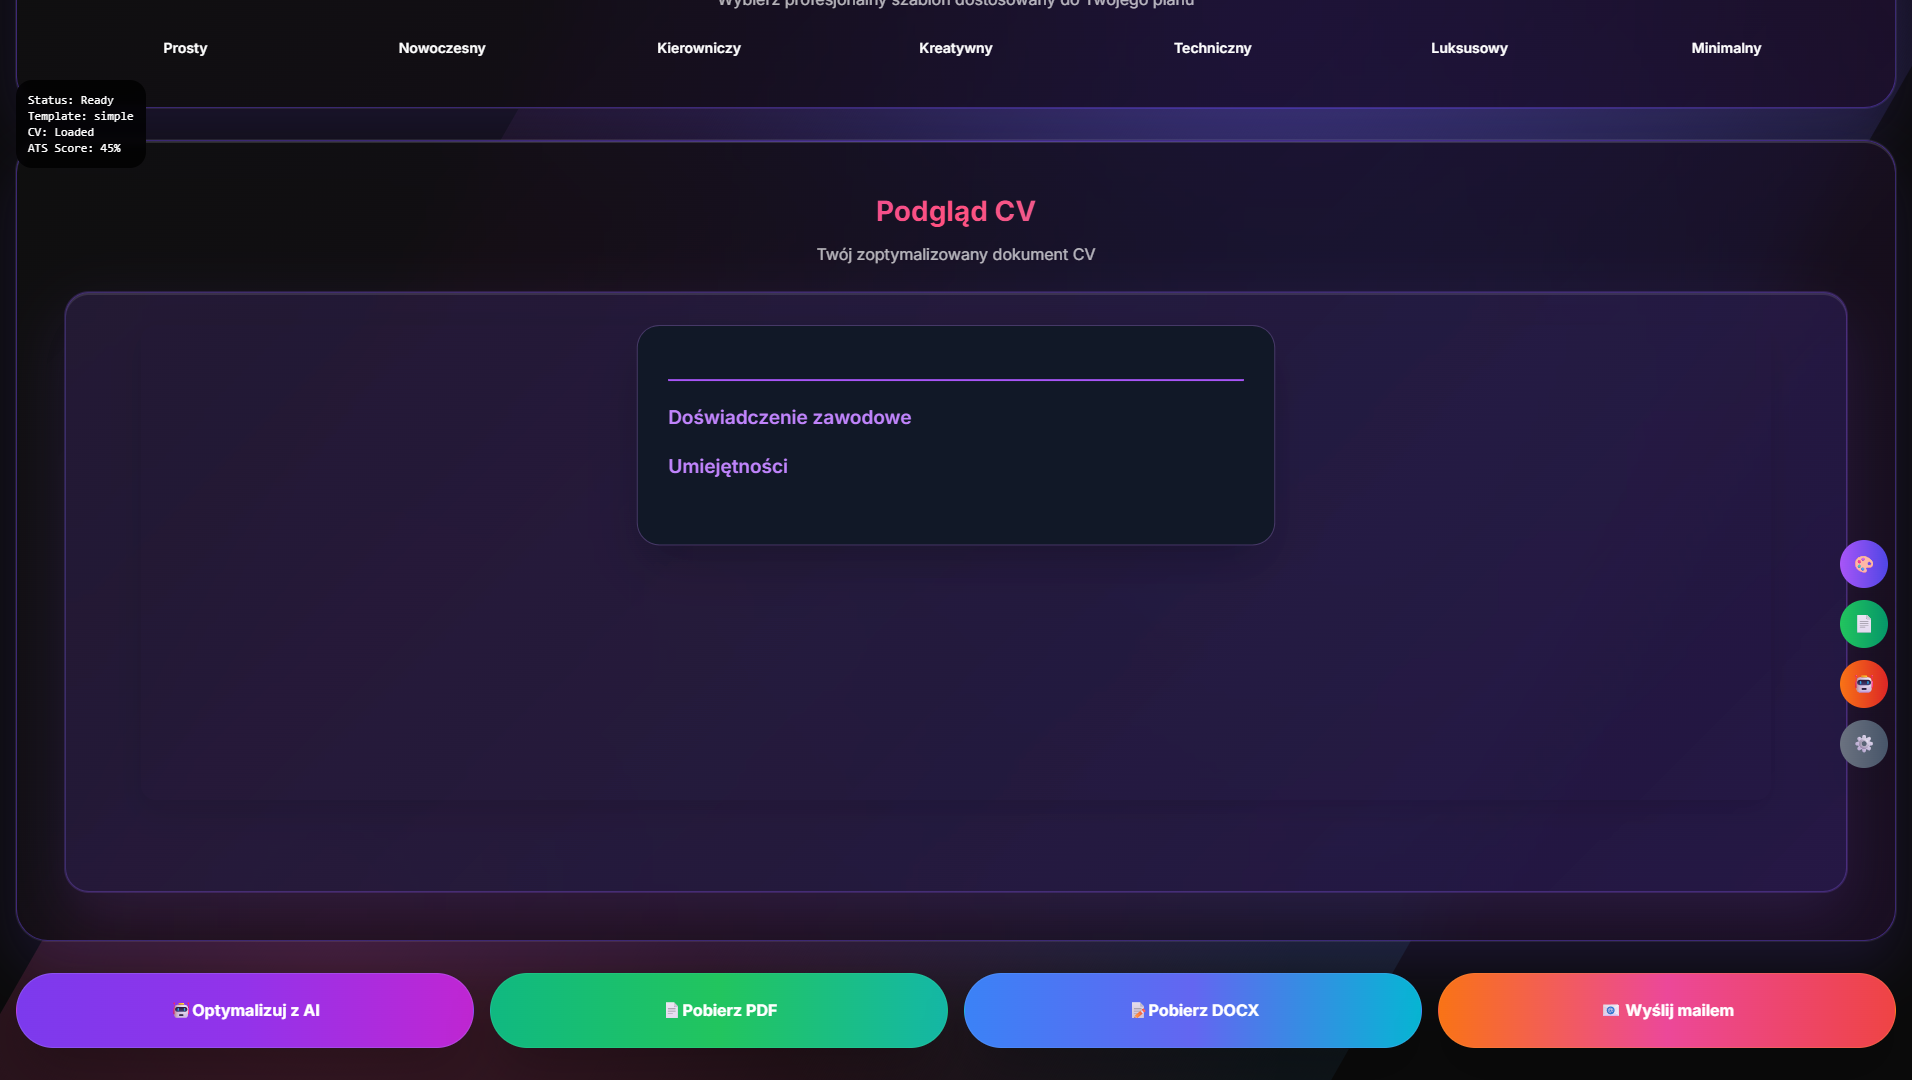 Wybierz profesjonalny szablon dostosowany do Twojego planu
Prosty
Nowoczesny
Kierowniczy
Kreatywny
Techniczny
Luksusowy
Minimalny
Status: Ready
Template: simple
CV: Loaded
ATS Score: 45%
Podgląd CV
Twój zoptymalizowany dokument CV
Doświadczenie zawodowe
Umiejętności
Optymalizuj z AI
Pobierz PDF
Pobierz DOCX
Wyślij mailem